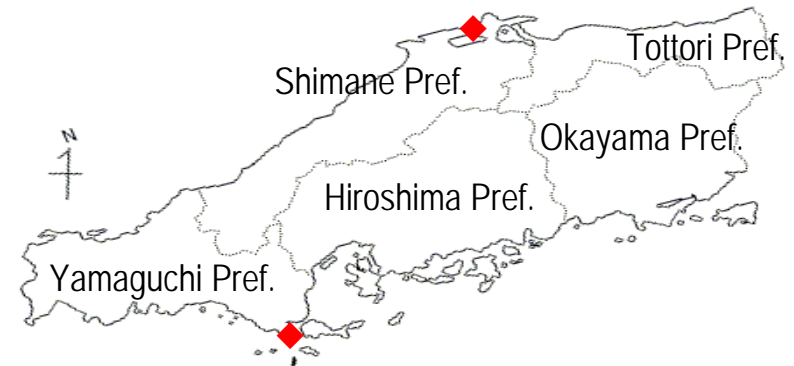 Tottori Pref.
Shimane Pref.
Okayama Pref.
Hiroshima Pref.
Yamaguchi Pref.
N